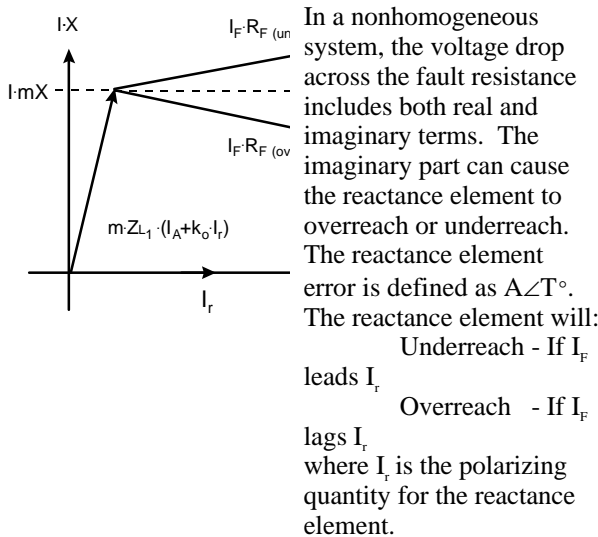 I·X
I_F·R_F (un
I·mX
I_F·R_F (ov
m·Z_L1·(I_A+k_o·I_r)
I_r
In a nonhomogeneous
system, the voltage drop
across the fault resistance
includes both real and
imaginary terms.  The
imaginary part can cause
the reactance element to
overreach or underreach.
The reactance element
error is defined as A∠T°.
The reactance element will:
Underreach - If I_F
leads I_r
Overreach   - If I_F
lags I_r
where I_r is the polarizing
quantity for the reactance
element.